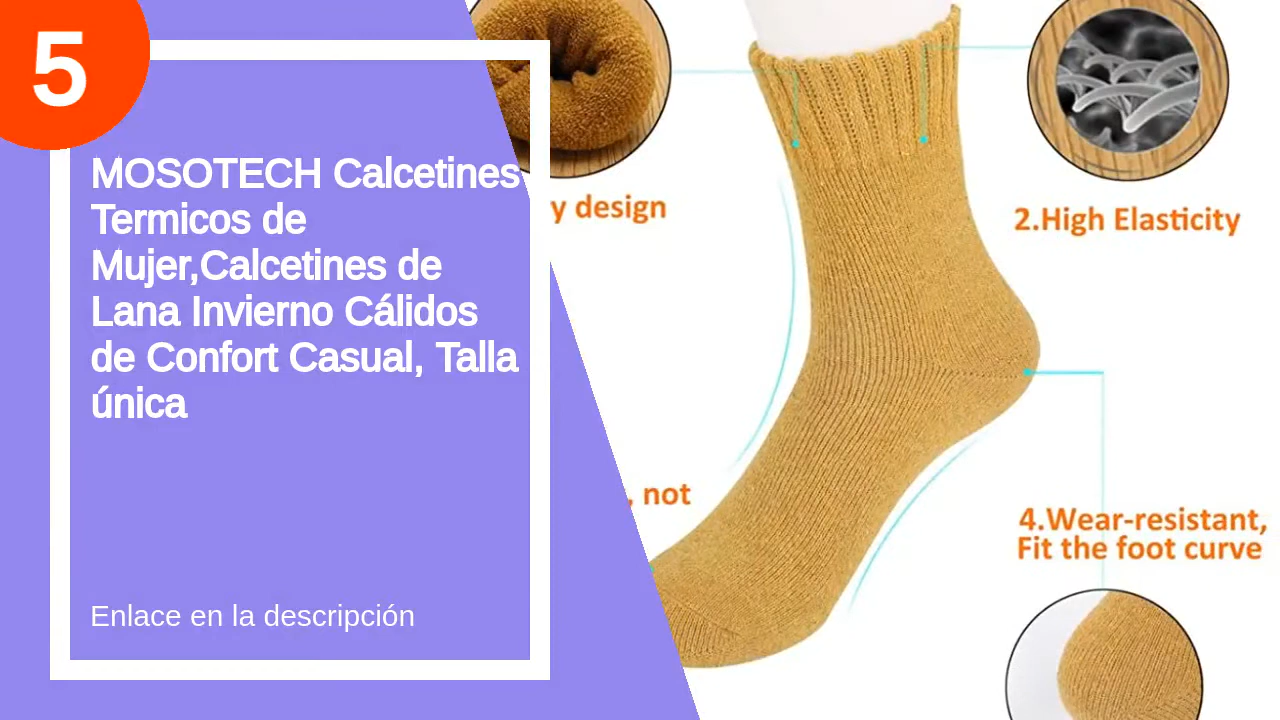 5
MOSOTECH Calcetines
Termicos de
Mujer,Calcetines de
Lana Invierno Cálidos
de Confort Casual, Talla
única
Enlace en la descripción
y design
2.High Elasticity
, not
4.Wear-resistant,
Fit the foot curve